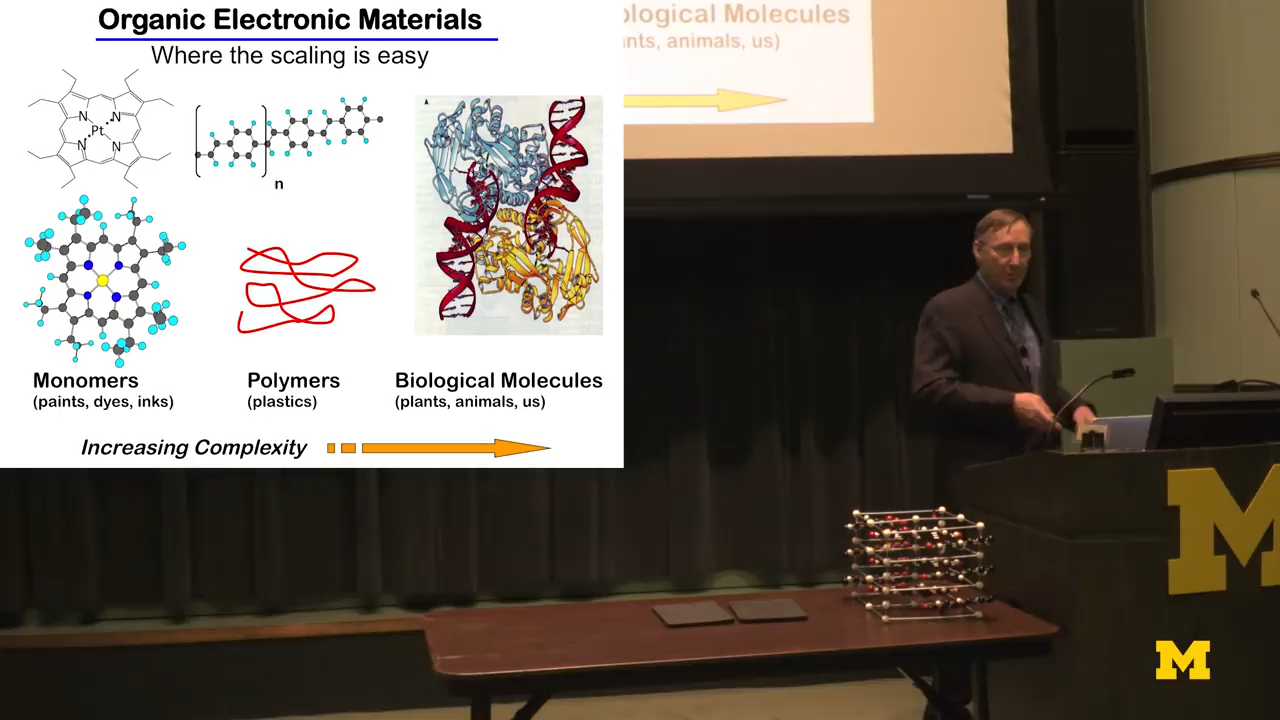 Organic Electronic Materials
Where the scaling is easy
Pt
N
N
N
N
n
A.
Monomers
(paints, dyes, inks)
Polymers
(plastics)
Biological Molecules
(plants, animals, us)
Increasing Complexity
ological Molecules
nts, animals, us)
M
M